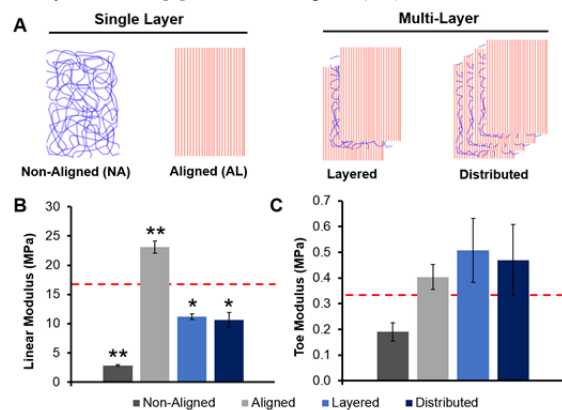 A
Single Layer
Multi-Layer
Non-Aligned (NA)
Aligned (AL)
Layered
Distributed
B
Linear Modulus (MPa)
30
25
20
15
10
5
0
**
**
*
*
C
Toe Modulus (MPa)
0.7
0.6
0.5
0.4
0.3
0.2
0.1
0.0
Non-Aligned
Aligned
Layered
Distributed